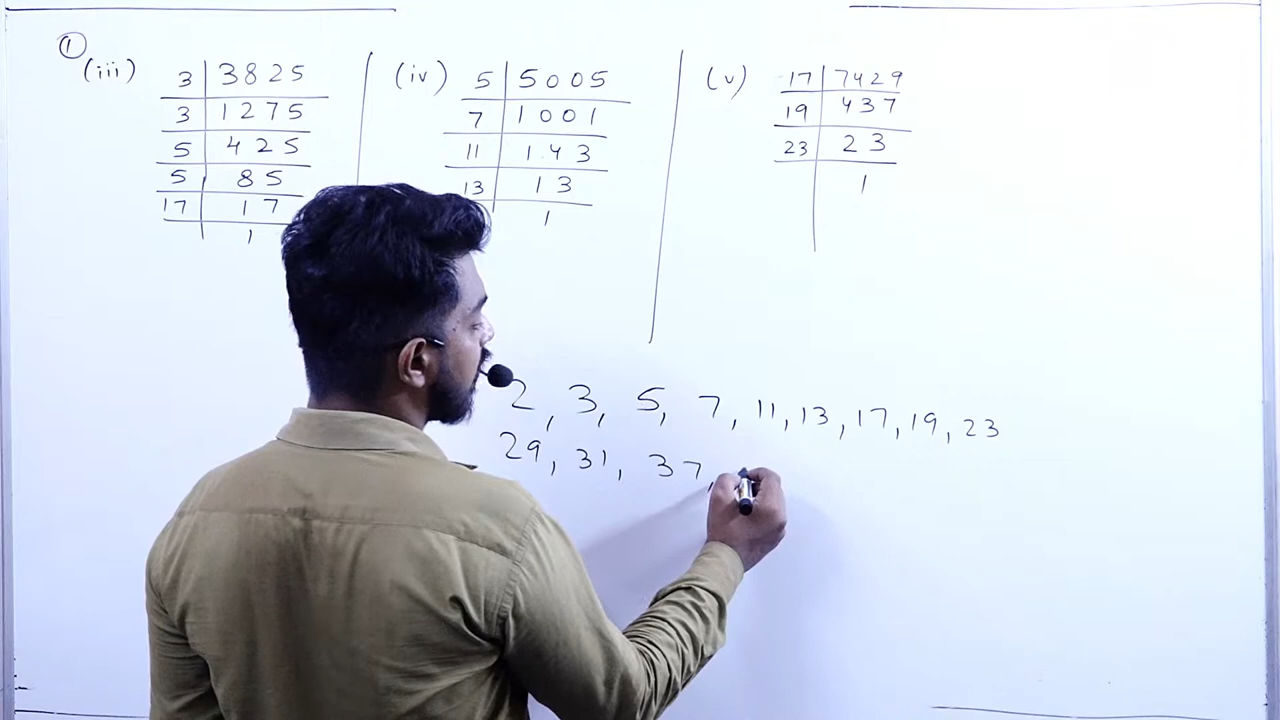 ①
(iii)
3 | 3825
3 | 1275
5 | 425
5 | 85
17 | 17
1
(iv)
5 | 5005
7 | 1001
11 | 143
13 | 13
1
(v)
17 | 7429
19 | 437
23 | 23
1
2, 3, 5, 7, 11, 13, 17, 19, 23
29, 31, 37,